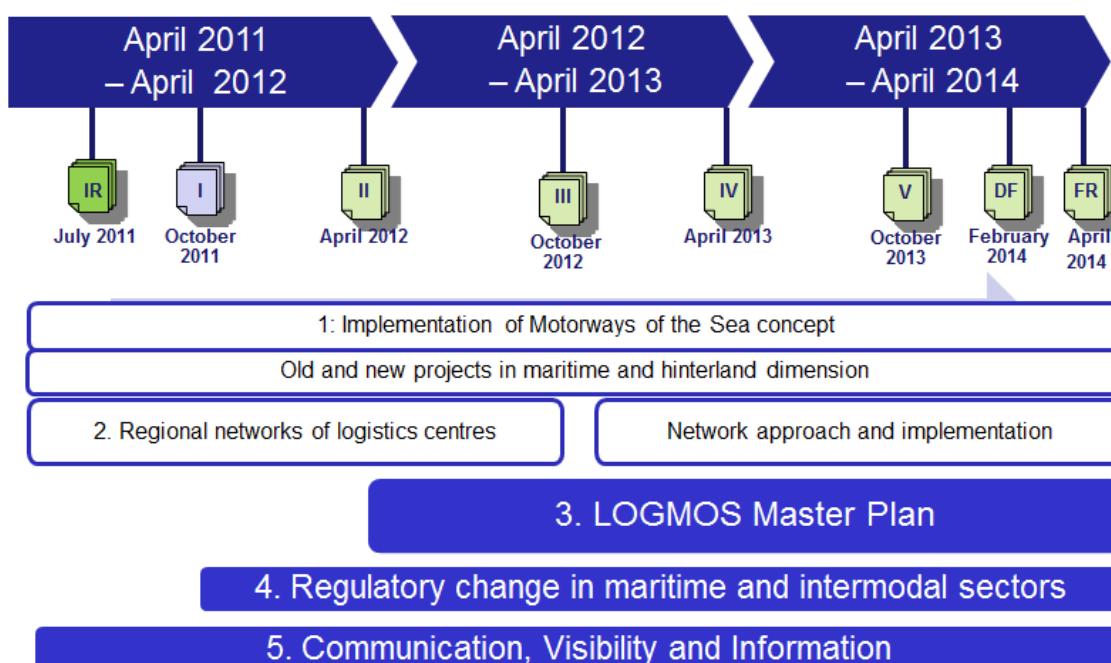 April 2011
– April 2012
April 2012
– April 2013
April 2013
– April 2014
IR
I
II
III
IV
V
DF
FR
July 2011
October
2011
April 2012
October
2012
April 2013
October
2013
February
2014
April
2014
1: Implementation of Motorways of the Sea concept
Old and new projects in maritime and hinterland dimension
2. Regional networks of logistics centres
Network approach and implementation
3. LOGMOS Master Plan
4. Regulatory change in maritime and intermodal sectors
5. Communication, Visibility and Information